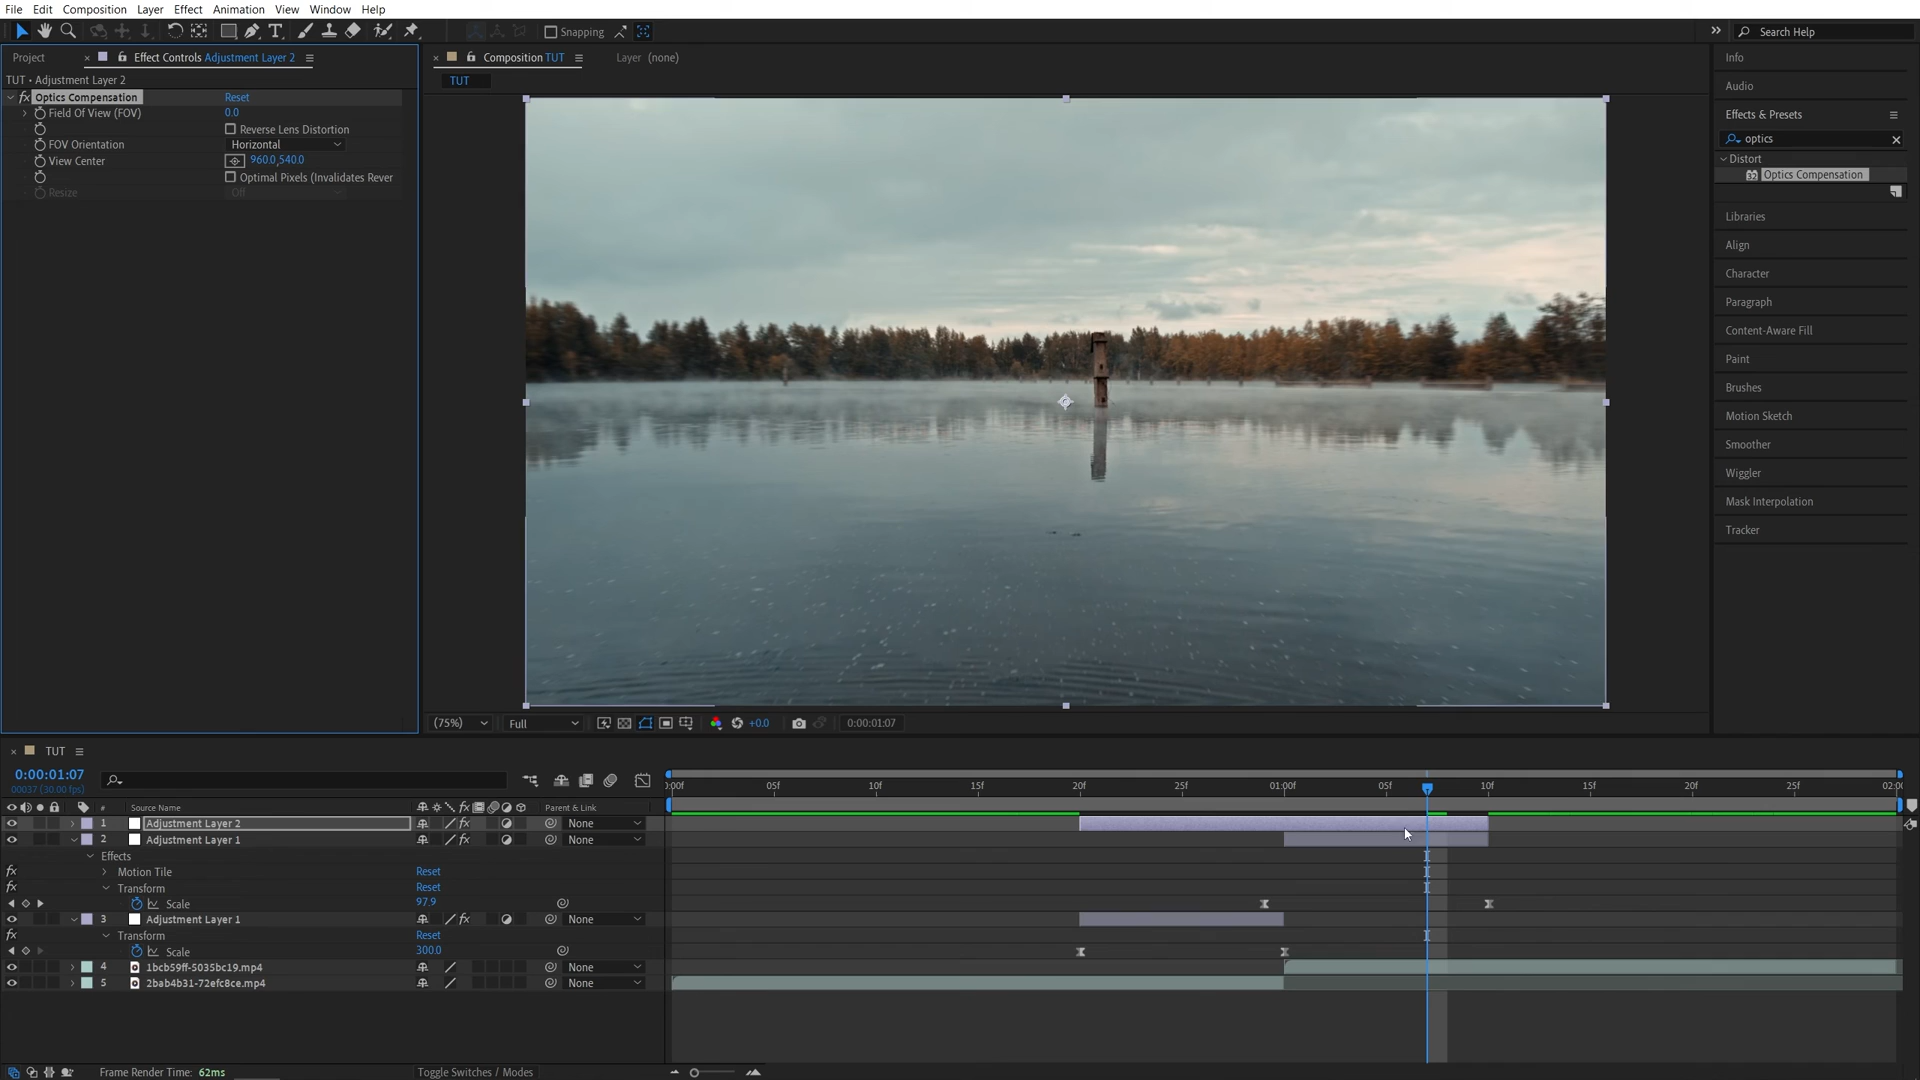 File Edit Composition Layer Effect Animation View Window Help
Snapping
Search Help
Project
Effect Controls Adjustment Layer 2
TUT • Adjustment Layer 2
fx Optics Compensation Reset
Field Of View (FOV) 0.0
Reverse Lens Distortion
FOV Orientation Horizontal
View Center 960.0,540.0
Optimal Pixels (Invalidates Rever
Resize Off
Composition TUT
Layer (none)
TUT
(75%) Full +0.0 0:00:01:07
Info
Audio
Effects & Presets
optics
Distort
32 Optics Compensation
Libraries
Align
Character
Paragraph
Content-Aware Fill
Paint
Brushes
Motion Sketch
Smoother
Wiggler
Mask Interpolation
Tracker
TUT
0:00:01:07
00037 (30.00 fps)
:00f 05f 10f 15f 20f 25f 01:00f 05f 10f 15f 20f 25f 02:00
# Source Name fx Parent & Link
1 Adjustment Layer 2 fx None
2 Adjustment Layer 1 fx None
Effects
fx Motion Tile Reset
fx Transform Reset
Scale 97.9
3 Adjustment Layer 1 fx None
fx Transform Reset
Scale 300.0
4 1bcb59ff-5035bc19.mp4 None
5 2bab4b31-72efc8ce.mp4 None
Frame Render Time: 62ms
Toggle Switches / Modes